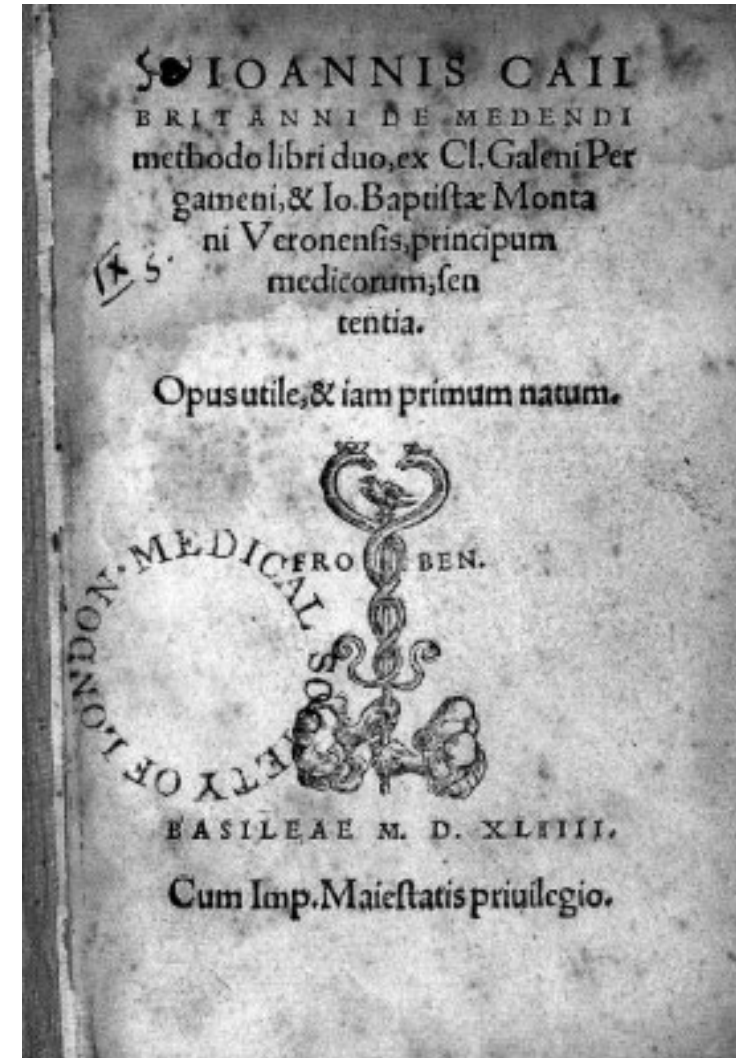 IOANNIS CAII
BRITANNI DE MEDENDI
methodo libri duo, ex Cl. Galeni Per
gameni, & Io. Baptistæ Monta
ni Veronensis, principum
medicorum, sen
tentia.
IX
5.
Opus utile, & iam primum natum.
FRO BEN.
MEDICAL SOCIETY OF LONDON.
BASILEAE M. D. XLIIII.
Cum Imp. Maiestatis priuilegio.